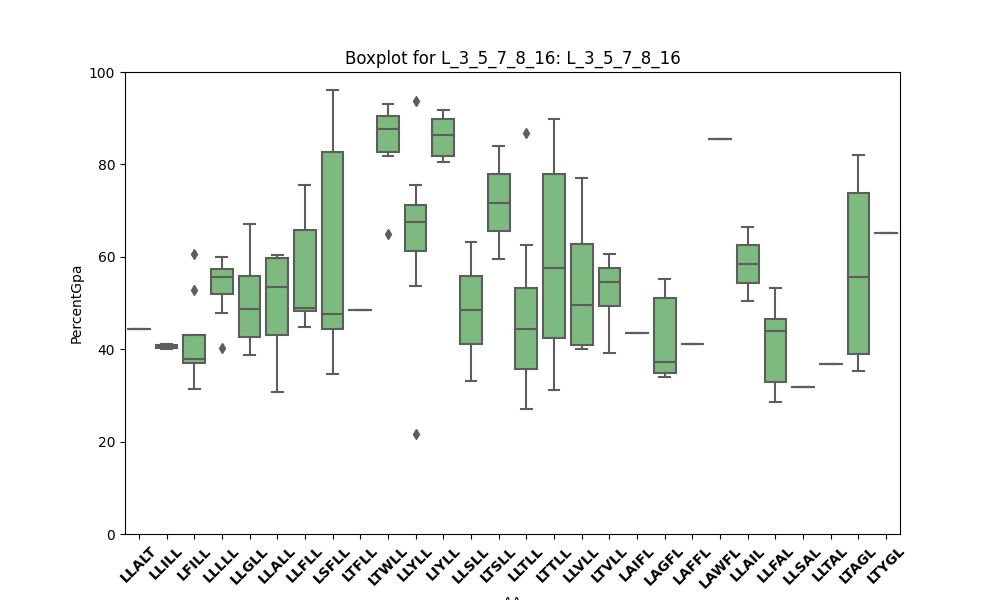 Boxplot for L_3_5_7_8_16: L_3_5_7_8_16
PercentGpa
100
80
60
40
20
0
LLALT LLILL LFILL LLLLL LLGLL LLALL LLFLL LSFLL LTFLL LTWLL LLYLL LIYLL LLSLL LTSLL LLTLL LTTLL LLVLL LTVLL LAIFL LAGFL LAFFL LAWFL LLAIL LLFAL LLSAL LLTAL LTAGL LTYGL